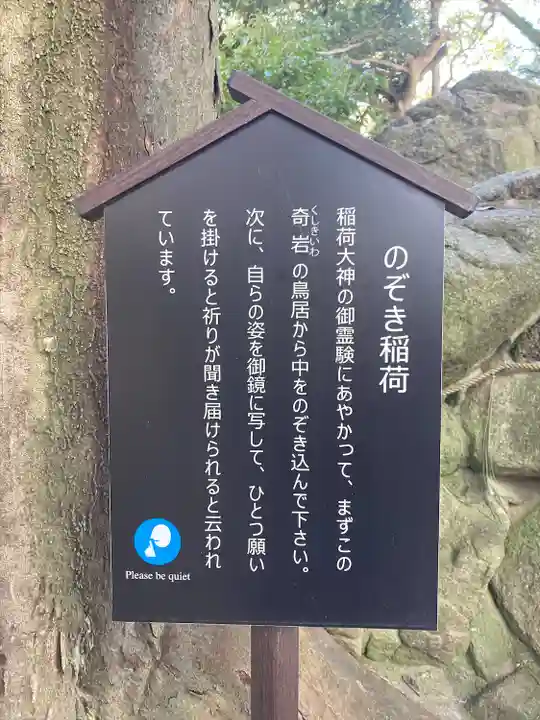 のぞき稲荷
稲荷大神の御霊験にあやかって、まずこの
くしきいわ
奇岩の鳥居から中をのぞき込んで下さい。
次に、自らの姿を御鏡に写して、ひとつ願い
を掛けると祈りが聞き届けられると云われ
ています。
Please be quiet